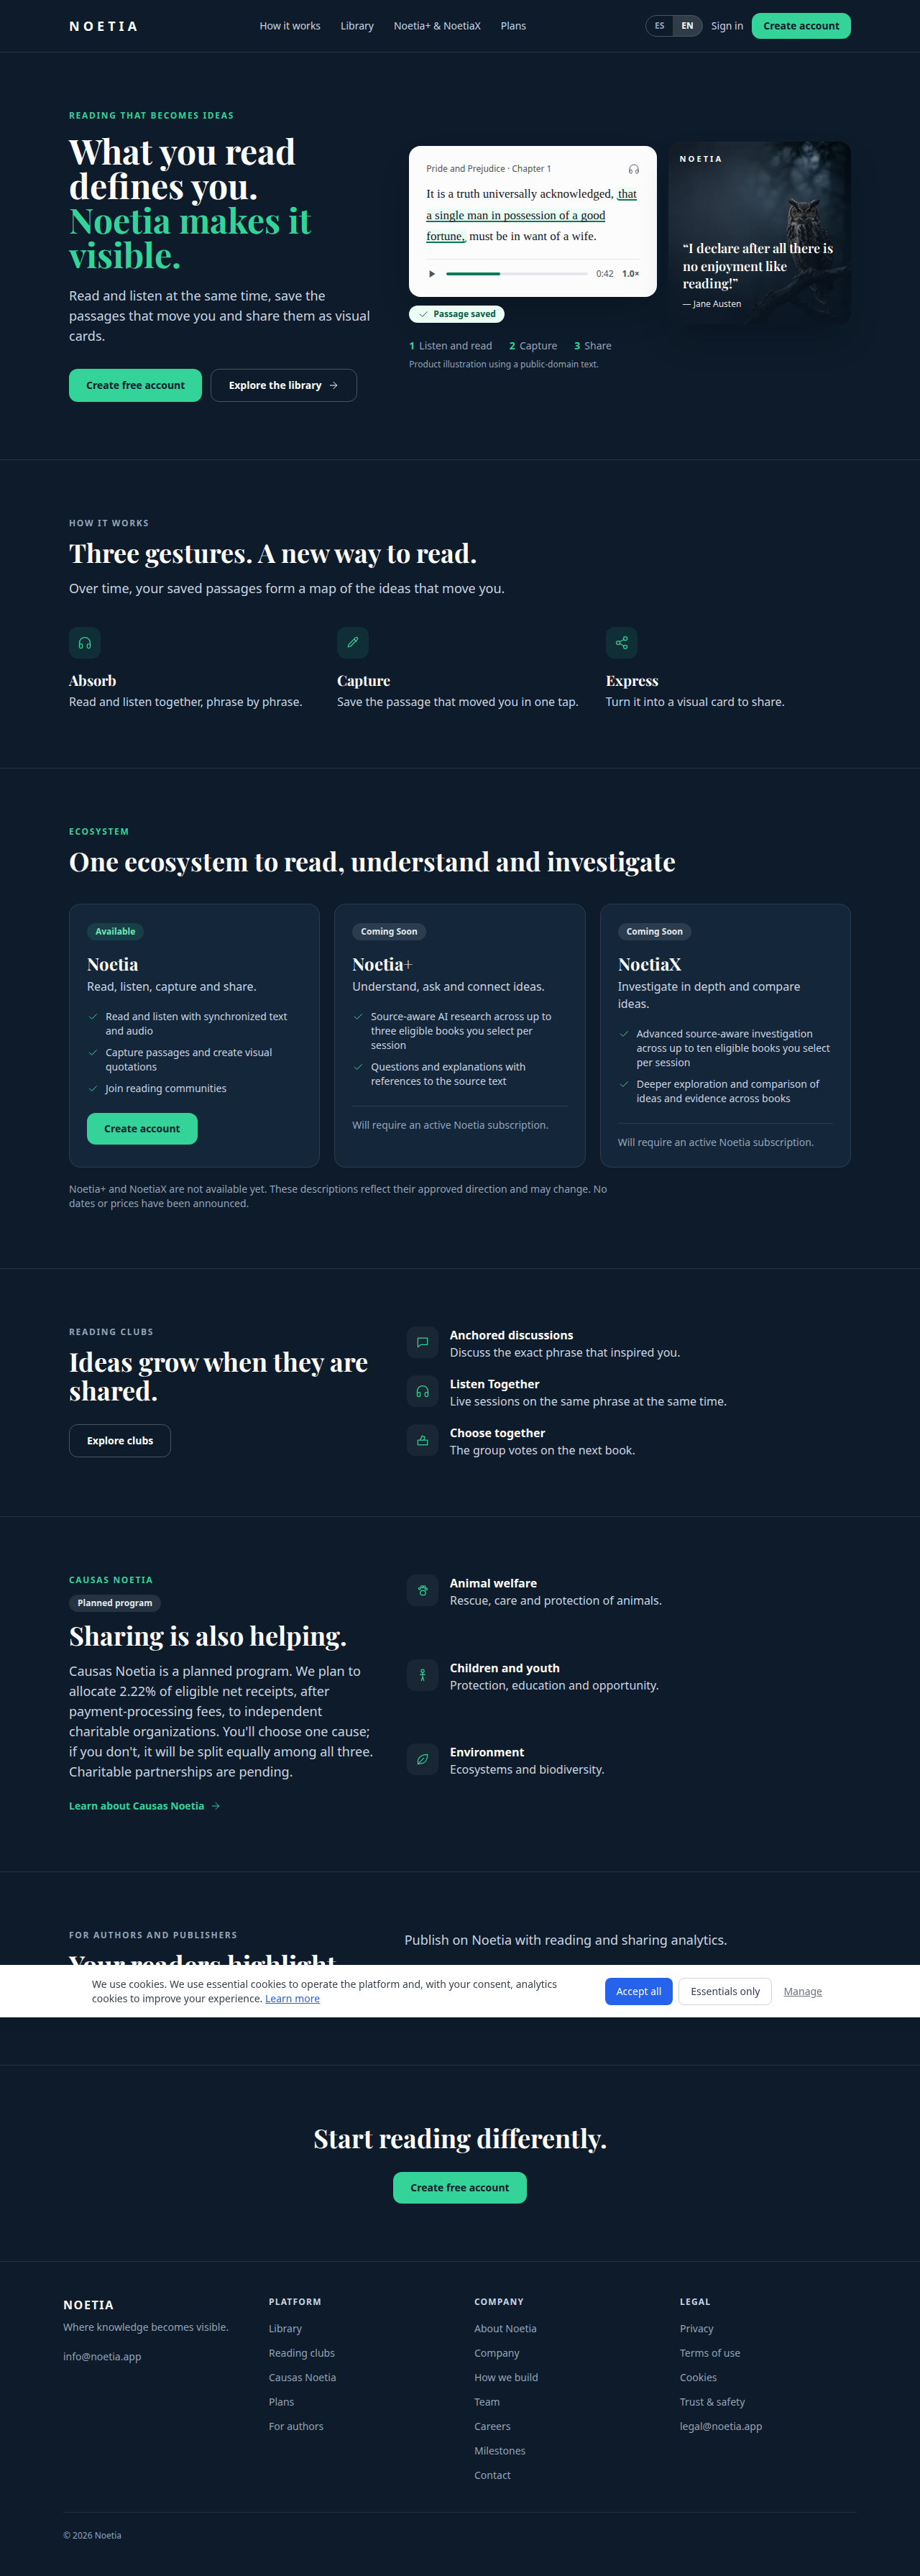 NOETIA
How it works
Library
Noetia+ & NoetiaX
Plans
ES
EN
Sign in
Create account
READING THAT BECOMES IDEAS
What you read
defines you.
Noetia makes it
visible.
Read and listen at the same time, save the
passages that move you and share them as visual
cards.
Create free account
Explore the library →
Pride and Prejudice · Chapter 1
It is a truth universally acknowledged, that
a single man in possession of a good
fortune, must be in want of a wife.
0:42
1.0×
Passage saved
NOETIA
“I declare after all there is
no enjoyment like
reading!”
— Jane Austen
1 Listen and read
2 Capture
3 Share
Product illustration using a public-domain text.
HOW IT WORKS
Three gestures. A new way to read.
Over time, your saved passages form a map of the ideas that move you.
Absorb
Read and listen together, phrase by phrase.
Capture
Save the passage that moved you in one tap.
Express
Turn it into a visual card to share.
ECOSYSTEM
One ecosystem to read, understand and investigate
Available
Noetia
Read, listen, capture and share.
Read and listen with synchronized text
and audio
Capture passages and create visual
quotations
Join reading communities
Create account
Coming Soon
Noetia+
Understand, ask and connect ideas.
Source-aware AI research across up to
three eligible books you select per
session
Questions and explanations with
references to the source text
Will require an active Noetia subscription.
Coming Soon
NoetiaX
Investigate in depth and compare
ideas.
Advanced source-aware investigation
across up to ten eligible books you select
per session
Deeper exploration and comparison of
ideas and evidence across books
Will require an active Noetia subscription.
Noetia+ and NoetiaX are not available yet. These descriptions reflect their approved direction and may change. No
dates or prices have been announced.
READING CLUBS
Ideas grow when they are
shared.
Explore clubs
Anchored discussions
Discuss the exact phrase that inspired you.
Listen Together
Live sessions on the same phrase at the same time.
Choose together
The group votes on the next book.
CAUSAS NOETIA
Planned program
Sharing is also helping.
Causas Noetia is a planned program. We plan to
allocate 2.22% of eligible net receipts, after
payment-processing fees, to independent
charitable organizations. You'll choose one cause;
if you don't, it will be split equally among all three.
Charitable partnerships are pending.
Learn about Causas Noetia →
Animal welfare
Rescue, care and protection of animals.
Children and youth
Protection, education and opportunity.
Environment
Ecosystems and biodiversity.
FOR AUTHORS AND PUBLISHERS
Your readers highlight
Publish on Noetia with reading and sharing analytics.
We use cookies. We use essential cookies to operate the platform and, with your consent, analytics
cookies to improve your experience. Learn more
Accept all
Essentials only
Manage
Start reading differently.
Create free account
NOETIA
Where knowledge becomes visible.
info@noetia.app
PLATFORM
Library
Reading clubs
Causas Noetia
Plans
For authors
COMPANY
About Noetia
Company
How we build
Team
Careers
Milestones
Contact
LEGAL
Privacy
Terms of use
Cookies
Trust & safety
legal@noetia.app
© 2026 Noetia